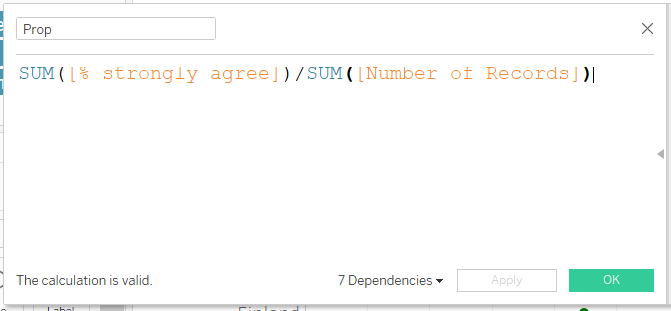 Prop
SUM([% strongly agree])/SUM([Number of Records])
The calculation is valid.
7 Dependencies
Apply
OK
Label
Finland